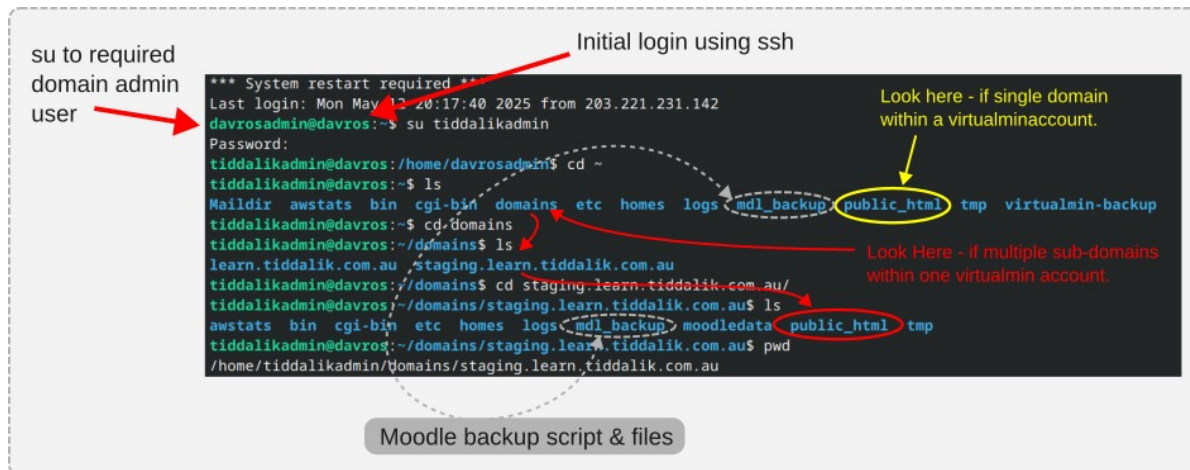 su to required
domain admin
user
Initial login using ssh
*** System restart required ***
Last login: Mon May 12 20:17:40 2025 from 203.221.231.142
davrosadmin@davros:~$ su tiddalikadmin
Password:
tiddalikadmin@davros:/home/davrosadmin$ cd ~
tiddalikadmin@davros:~$ ls
Maildir awstats bin cgi-bin domains etc homes logs mdl_backup public_html tmp virtualmin-backup
tiddalikadmin@davros:~$ cd domains
tiddalikadmin@davros:~/domains$ ls
learn.tiddalik.com.au staging.learn.tiddalik.com.au
tiddalikadmin@davros:~/domains$ cd staging.learn.tiddalik.com.au/
tiddalikadmin@davros:~/domains/staging.learn.tiddalik.com.au$ ls
awstats bin cgi-bin etc homes logs mdl_backup moodledata public_html tmp
tiddalikadmin@davros:~/domains/staging.learn.tiddalik.com.au$ pwd
/home/tiddalikadmin/domains/staging.learn.tiddalik.com.au
Look here - if single domain
within a virtualminaccount.
Look Here - if multiple sub-domains
within one virtualmin account.
Moodle backup script & files